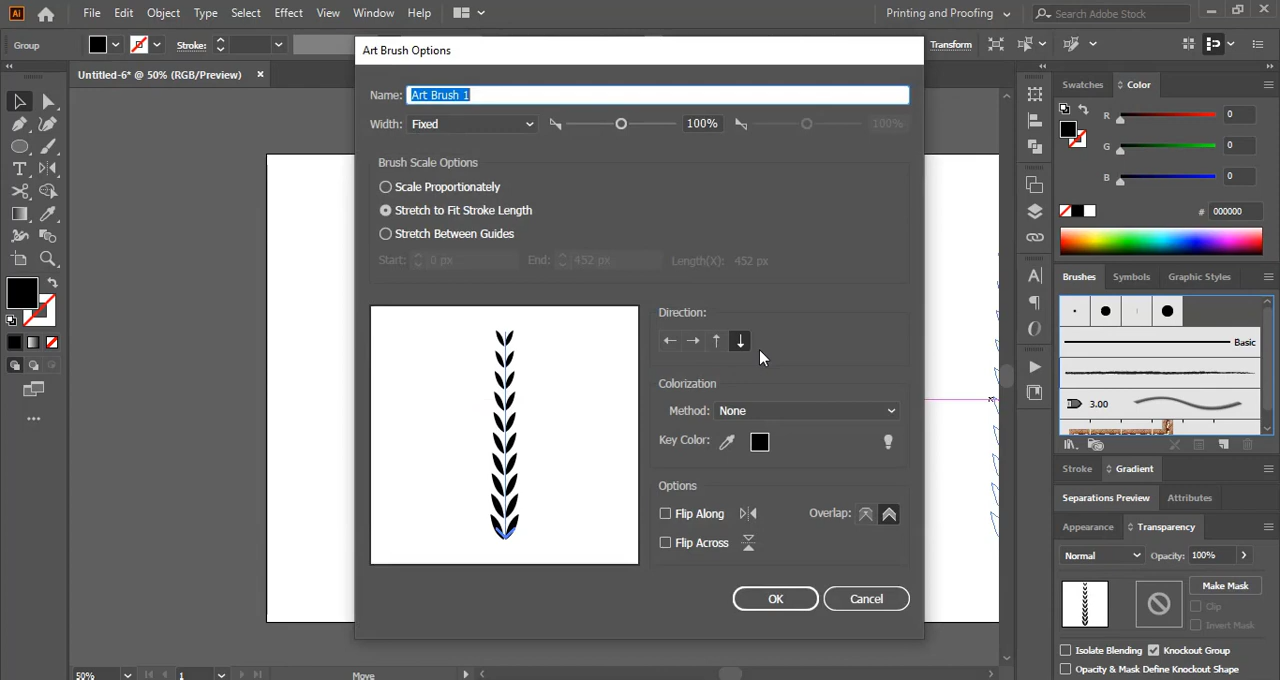 Ai File Edit Object Type Select Effect View Window Help Printing and Proofing Search Adobe Stock
Group Stroke: Transform
Untitled-6* @ 50% (RGB/Preview)
Art Brush Options
Name: Art Brush 1
Width: Fixed 100% 100%
Brush Scale Options
Scale Proportionately
Stretch to Fit Stroke Length
Stretch Between Guides
Start: 0 px End: 452 px Length(X): 452 px
Direction:
Colorization
Method: None
Key Color:
Options
Flip Along Overlap:
Flip Across
OK Cancel
Swatches Color
R 0
G 0
B 0
# 000000
Brushes Symbols Graphic Styles
Basic
3.00
Stroke Gradient
Separations Preview Attributes
Appearance Transparency
Normal Opacity: 100%
Make Mask
Clip
Invert Mask
Isolate Blending Knockout Group
Opacity & Mask Define Knockout Shape
50% 1 Move